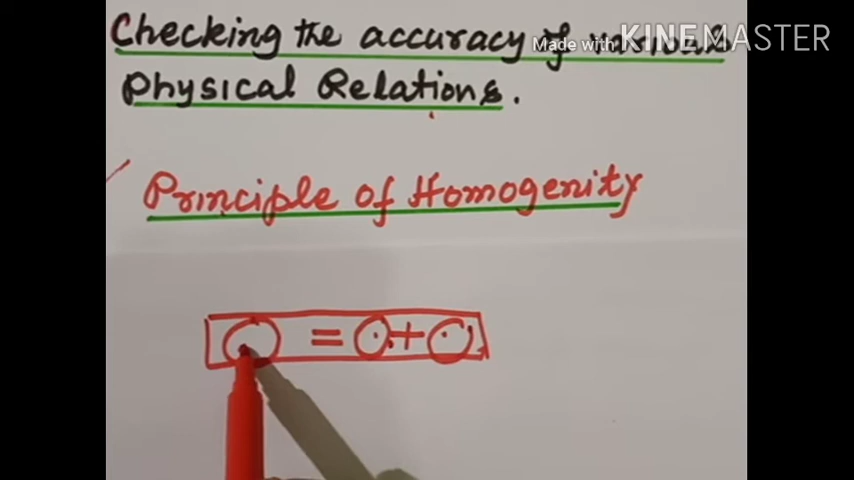 Checking the accuracy of
Made with KINEMASTER
Physical Relations.
Principle of Homogenity
= +